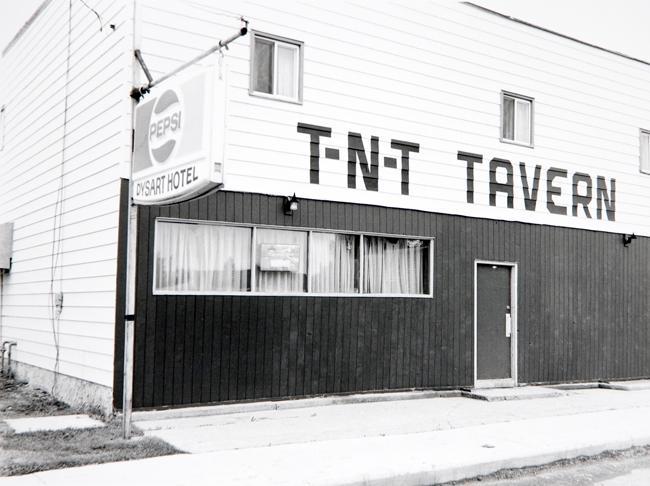 PEPSI
DYSART HOTEL
T-N-T TAVERN